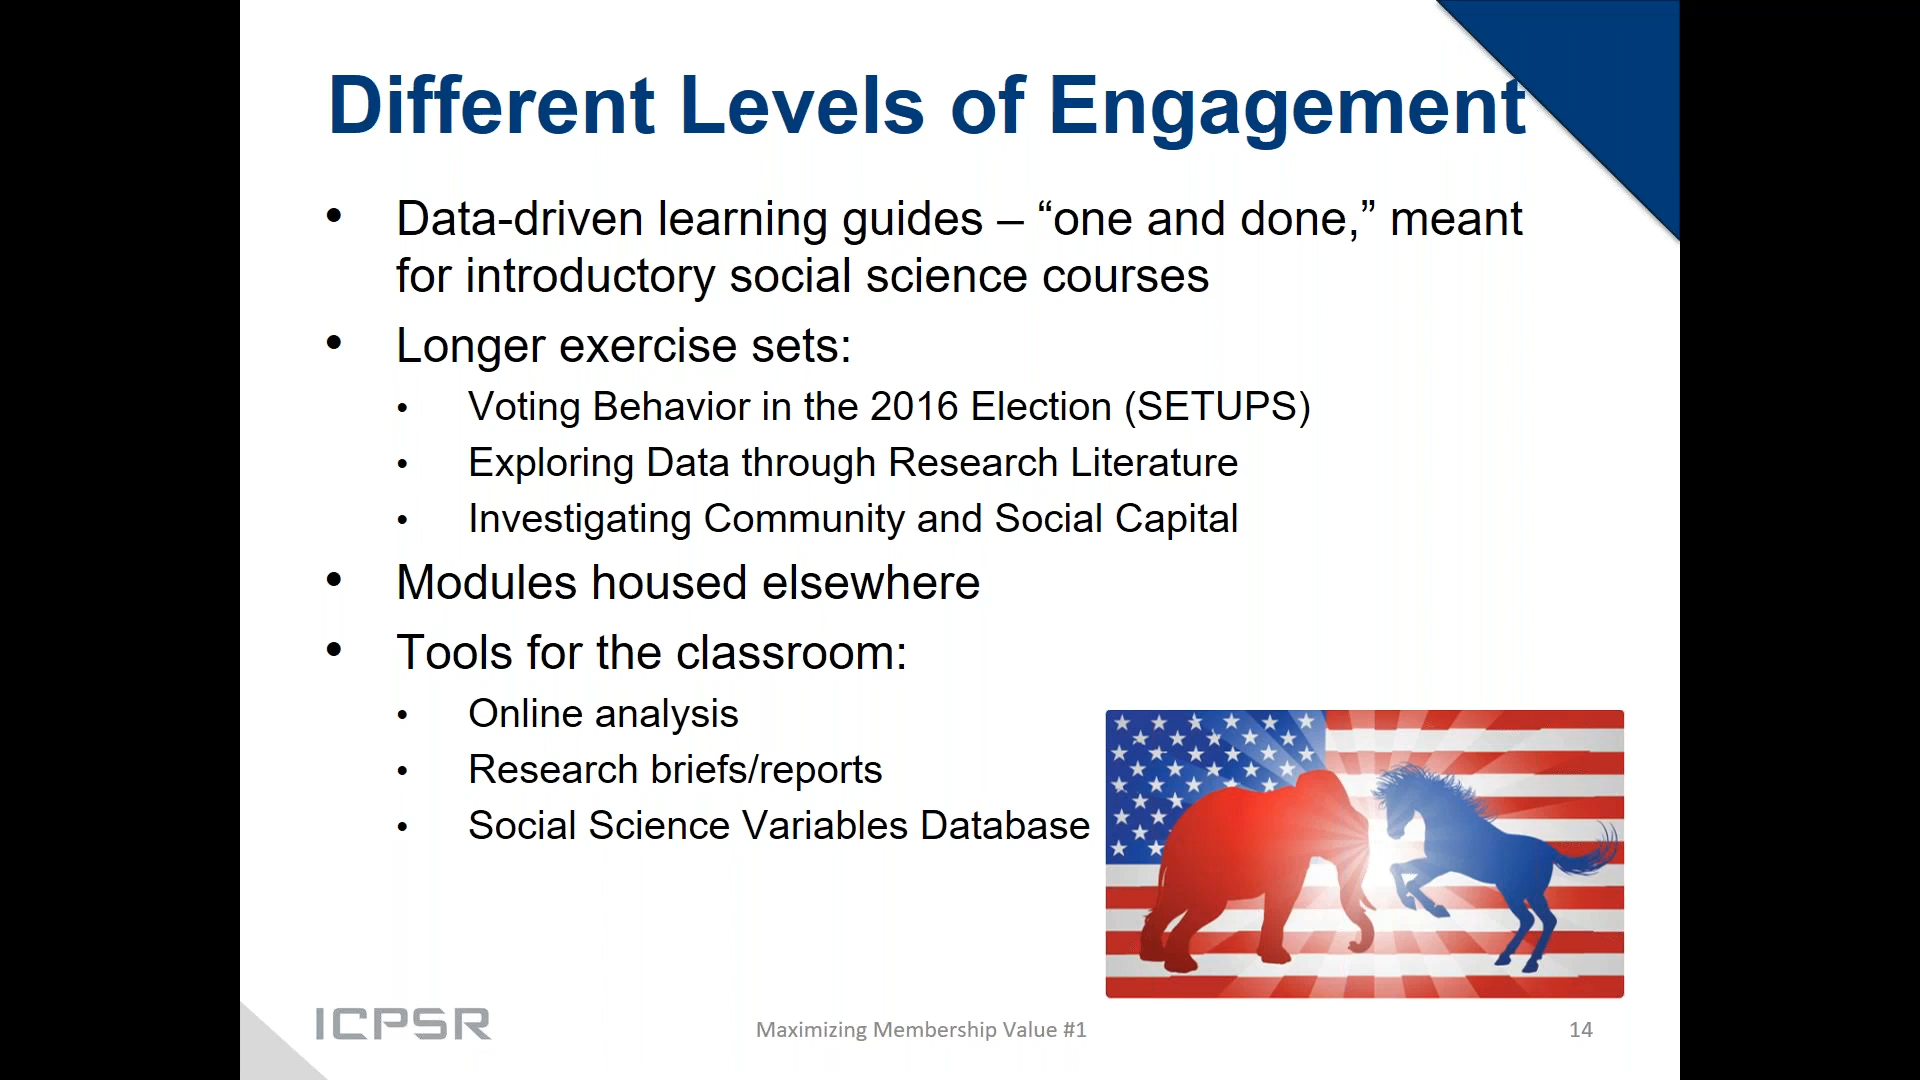 Different Levels of Engagement
• Data-driven learning guides – “one and done,” meant
for introductory social science courses
• Longer exercise sets:
• Voting Behavior in the 2016 Election (SETUPS)
• Exploring Data through Research Literature
• Investigating Community and Social Capital
• Modules housed elsewhere
• Tools for the classroom:
• Online analysis
• Research briefs/reports
• Social Science Variables Database
ICPSR
Maximizing Membership Value #1
14